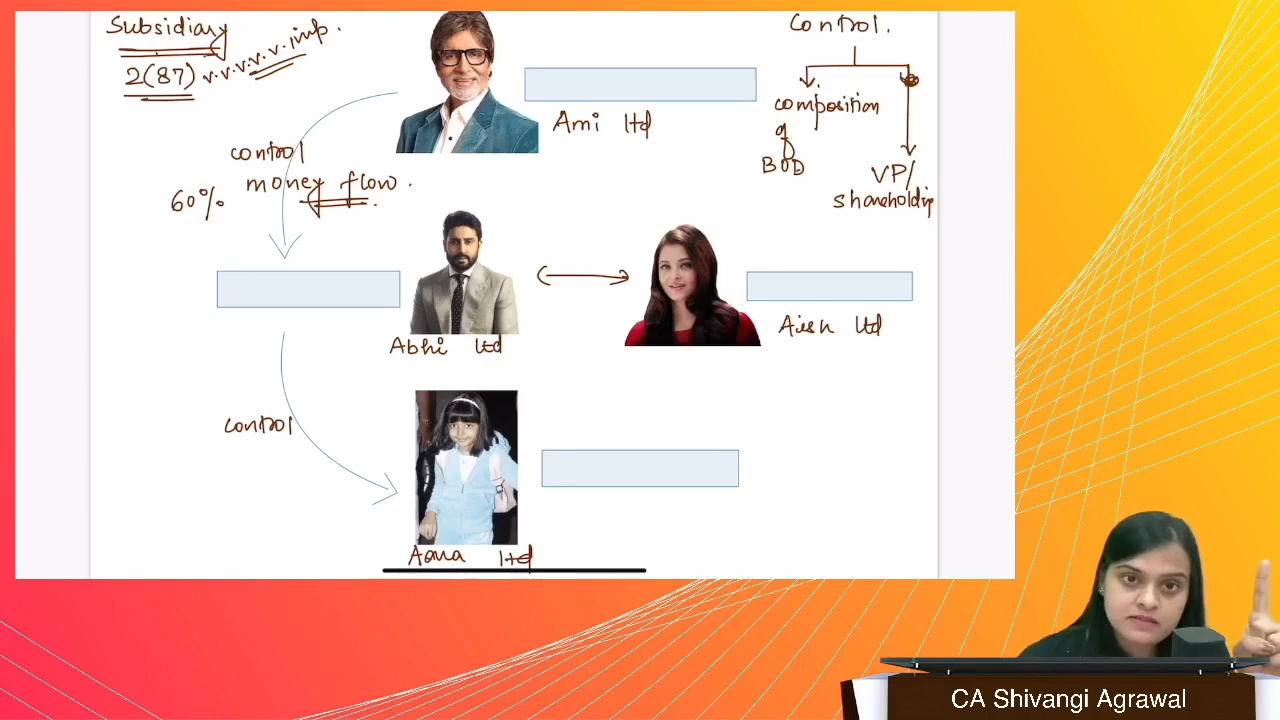 Subsidiary
2(87) v.v.v.v.v.imp.
Control.
composition
of
BOD
VP/
shareholding
Ami ltd
control
money flow.
60%
Abhi ltd
Aish ltd
control
ltd
CA Shivangi Agrawal